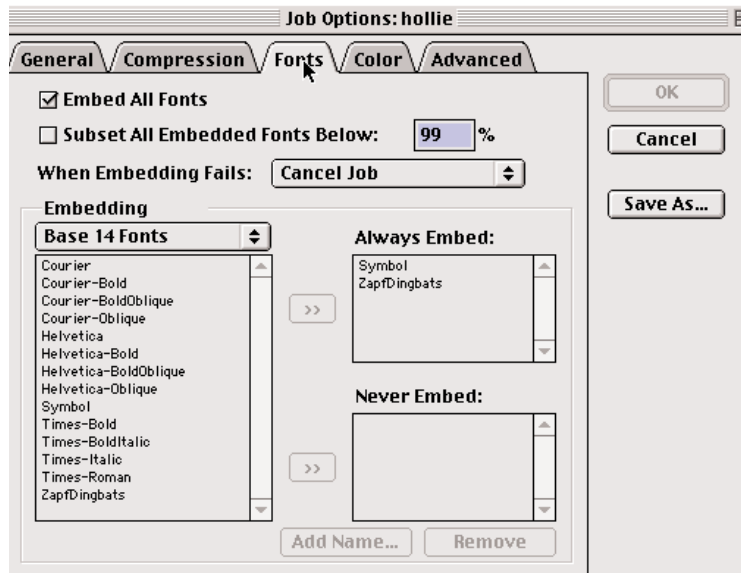 Job Options: hollie
General Compression Fonts Color Advanced
Embed All Fonts
Subset All Embedded Fonts Below: 99 %
When Embedding Fails: Cancel Job
OK
Cancel
Save As...
Embedding
Base 14 Fonts
Courier
Courier-Bold
Courier-BoldOblique
Courier-Oblique
Helvetica
Helvetica-Bold
Helvetica-BoldOblique
Helvetica-Oblique
Symbol
Times-Bold
Times-BoldItalic
Times-Italic
Times-Roman
ZapfDingbats
>>
>>
Always Embed:
Symbol
ZapfDingbats
Never Embed:
Add Name... Remove